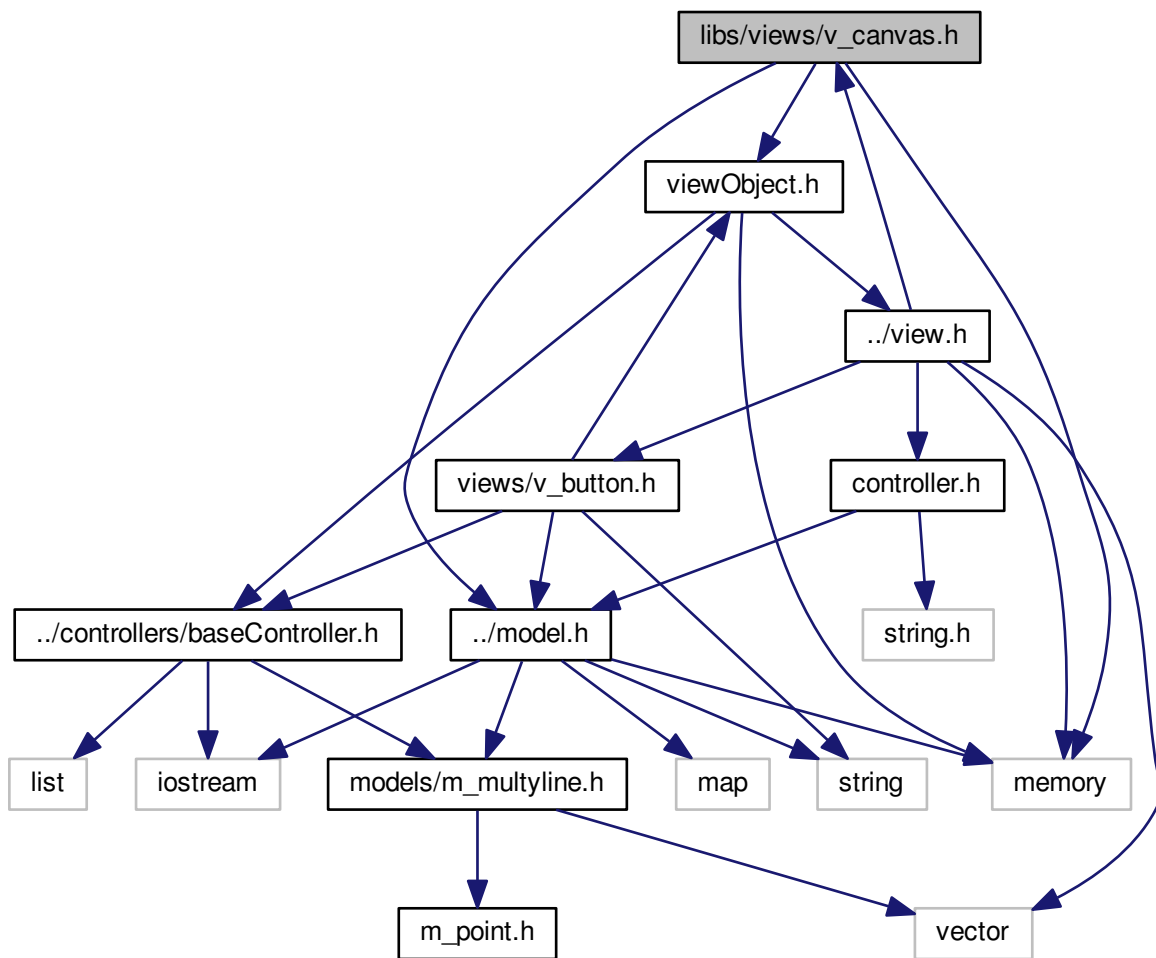 libs/views/v_canvas.h
viewObject.h
../view.h
views/v_button.h
controller.h
../controllers/baseController.h
../model.h
string.h
list
iostream
models/m_multyline.h
map
string
memory
m_point.h
vector